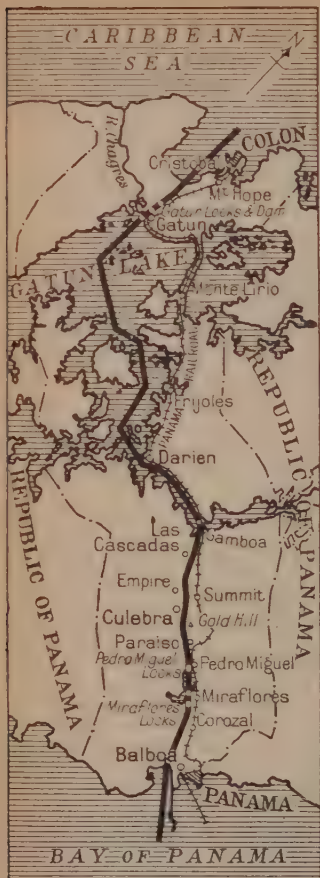 CARIBBEAN
SEA
N
R. Chagres
COLON
Cristobal
Mt Hope
Gatun Locks & Dam
Gatun
GATUN LAKE
Monte Lirio
PANAMA RAILROAD
Frijoles
REPUBLIC OF PANAMA
Darien
REPUBLIC OF PANAMA
Las
Cascadas
Gamboa
Empire
Summit
Culebra
Gold Hill
Paraiso
Pedro Miguel
Locks
Pedro Miguel
Miraflores
Locks
Miraflores
Corozal
Balboa
PANAMA
BAY OF PANAMA